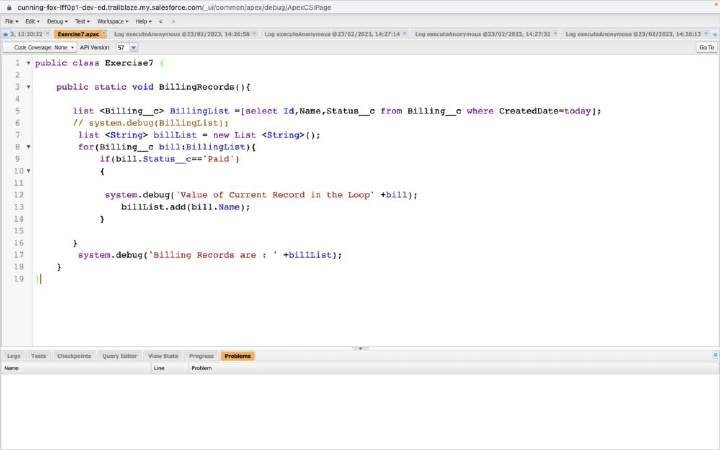 cunning-fox-iff0p1-dev-ed.trailblaze.my.salesforce.com/_ui/common/apex/debug/ApexCSIPage
File Edit Debug Test Workspace Help < >
Exercise7.apxc Log executeAnonymous @23/02/2023, 14:26:58 Log executeAnonymous @23/02/2023, 14:27:14 Log executeAnonymous @23/02/2023, 14:27:31 Log executeAnonymous @23/02/2023, 14:28:12
Code Coverage: None API Version: 57 Go To
1 public class Exercise7 {
2
3 public static void BillingRecords(){
4
5 list <Billing__c> BillingList =[select Id,Name,Status__c from Billing__c where CreatedDate=today];
6 // system.debug(BillingList);
7 list <String> billList = new List <String>();
8 for(Billing__c bill:BillingList){
9 if(bill.Status__c=='Paid')
10 {
11
12 system.debug('Value of Current Record in the Loop' +bill);
13 billList.add(bill.Name);
14 }
15
16 }
17 system.debug('Billing Records are : ' +billList);
18 }
19 }
Logs Tests Checkpoints Query Editor View State Progress Problems
Name Line Problem